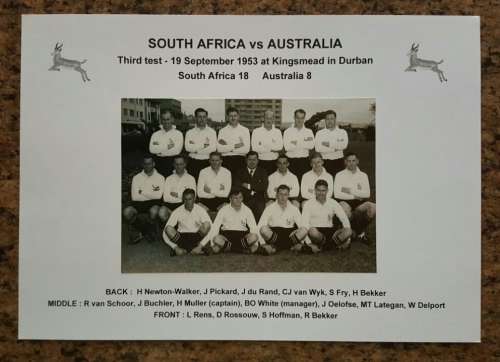 SOUTH AFRICA vs AUSTRALIA
Third test - 19 September 1953 at Kingsmead in Durban
South Africa 18 Australia 8
BACK : H Newton-Walker, J Pickard, J du Rand, CJ van Wyk, S Fry, H Bekker
MIDDLE : R van Schoor, J Buchler, H Muller (captain), BO White (manager), J Oelofse, MT Lategan, W Delport
FRONT : L Rens, D Rossouw, S Hoffman, R Bekker